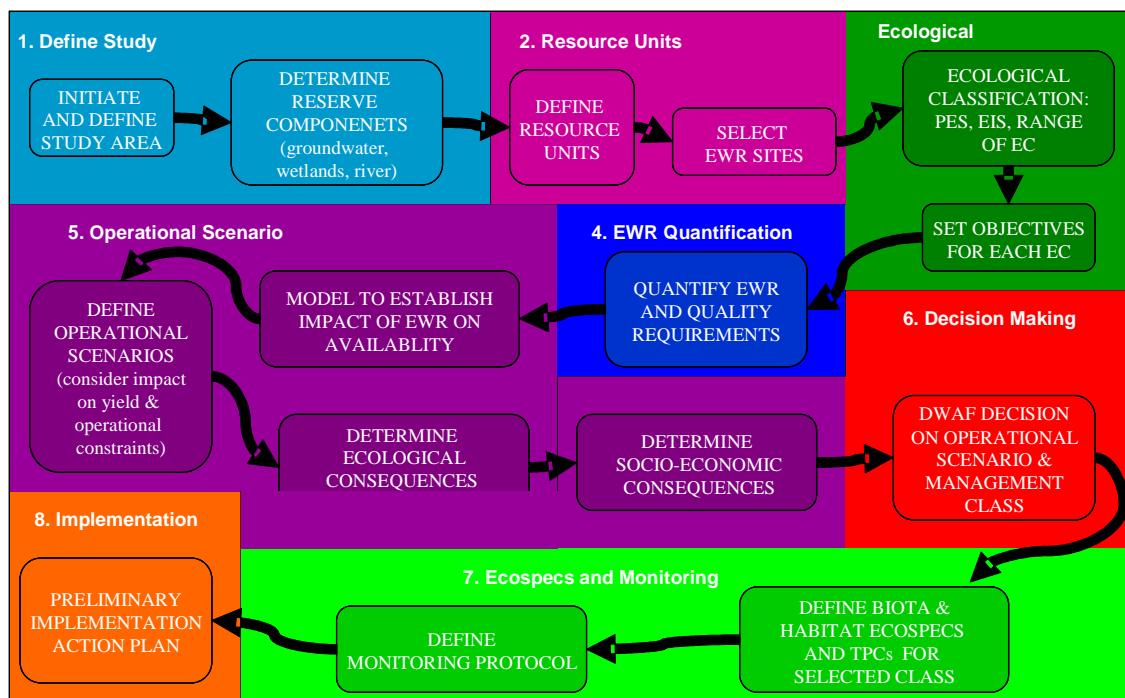 1. Define Study
INITIATE
AND DEFINE
STUDY AREA
DETERMINE
RESERVE
COMPONENETS
(groundwater,
wetlands, river)
2. Resource Units
DEFINE
RESOURCE
UNITS
SELECT
EWR SITES
Ecological
ECOLOGICAL
CLASSIFICATION:
PES, EIS, RANGE
OF EC
SET OBJECTIVES
FOR EACH EC
4. EWR Quantification
QUANTIFY EWR
AND QUALITY
REQUIREMENTS
5. Operational Scenario
MODEL TO ESTABLISH
IMPACT OF EWR ON
AVAILABLITY
DEFINE
OPERATIONAL
SCENARIOS
(consider impact
on yield &
operational
constraints)
DETERMINE
ECOLOGICAL
CONSEQUENCES
DETERMINE
SOCIO-ECONOMIC
CONSEQUENCES
6. Decision Making
DWAF DECISION
ON OPERATIONAL
SCENARIO &
MANAGEMENT
CLASS
7. Ecospecs and Monitoring
DEFINE BIOTA &
HABITAT ECOSPECS
AND TPCs FOR
SELECTED CLASS
DEFINE
MONITORING PROTOCOL
8. Implementation
PRELIMINARY
IMPLEMENTATION
ACTION PLAN